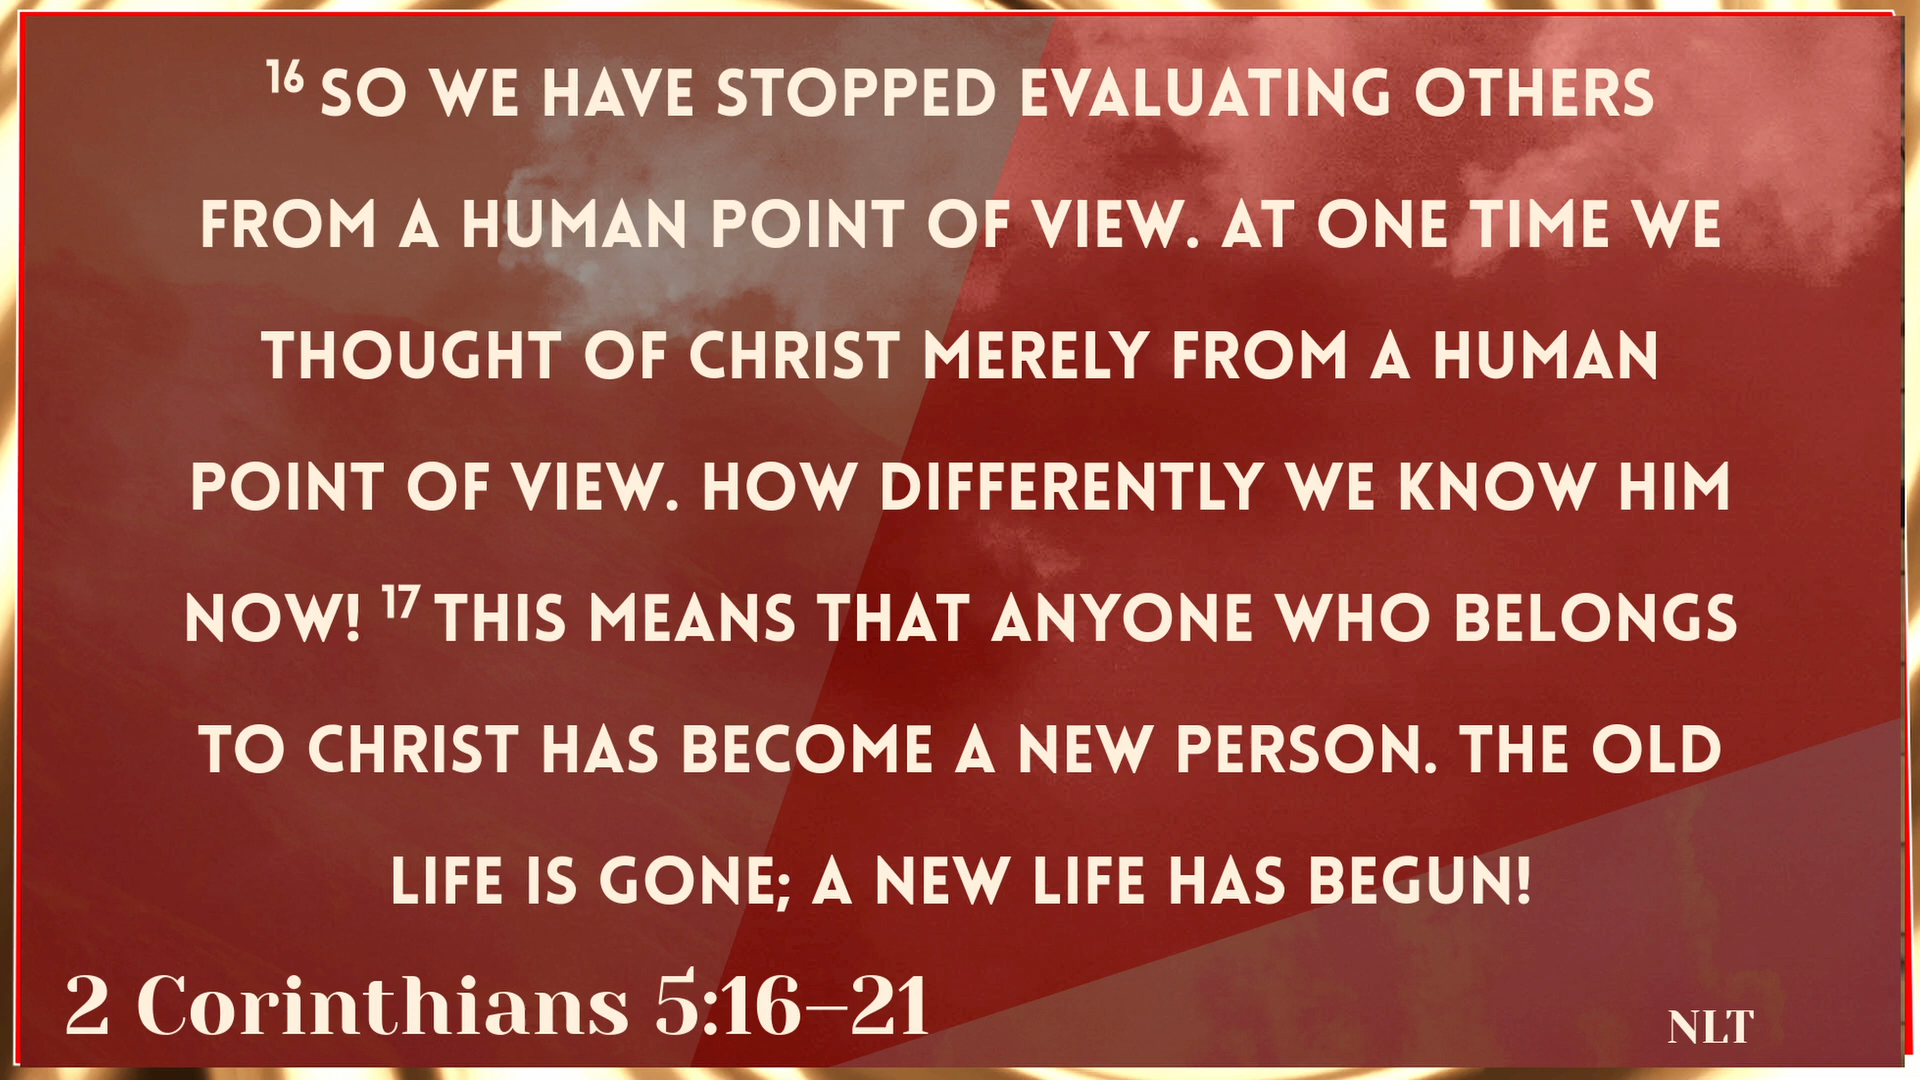 16 SO WE HAVE STOPPED EVALUATING OTHERS
FROM A HUMAN POINT OF VIEW. AT ONE TIME WE
THOUGHT OF CHRIST MERELY FROM A HUMAN
POINT OF VIEW. HOW DIFFERENTLY WE KNOW HIM
NOW! 17 THIS MEANS THAT ANYONE WHO BELONGS
TO CHRIST HAS BECOME A NEW PERSON. THE OLD
LIFE IS GONE; A NEW LIFE HAS BEGUN!
2 Corinthians 5:16–21
NLT